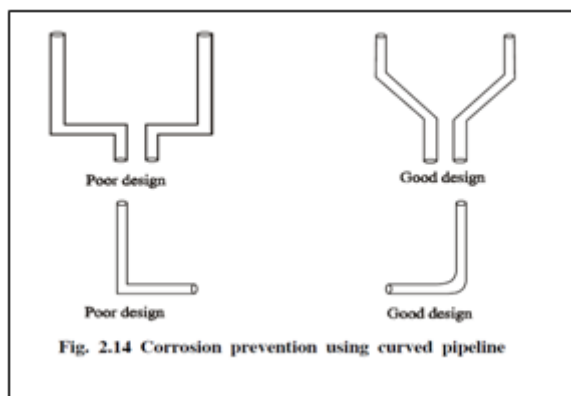 Poor design
Good design
Poor design
Good design
Fig. 2.14 Corrosion prevention using curved pipeline